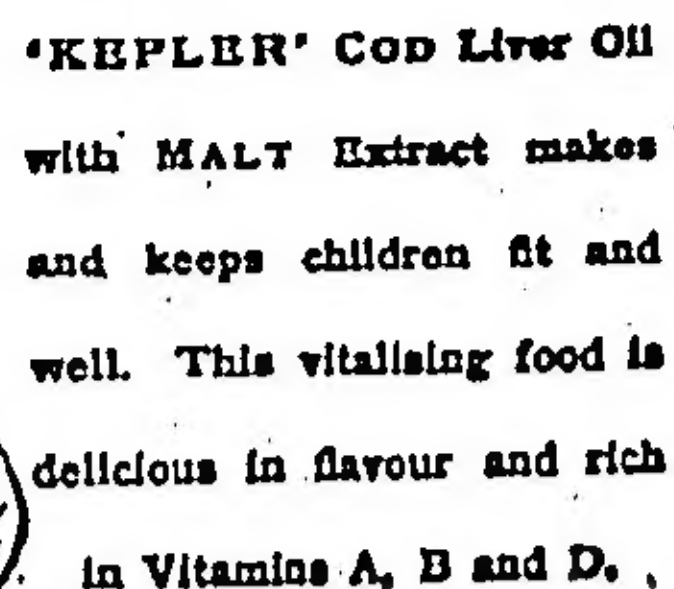 'KEPLER' COD Liver Oil
with MALT Extract makes
and keeps children fit and
well. This vitalising food is
delicious in flavour and rich
in Vitamins A, B and D.